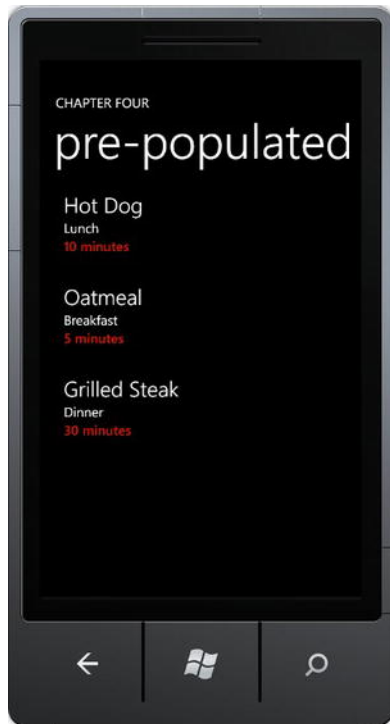 CHAPTER FOUR
pre-populated
Hot Dog
Lunch
10 minutes
Oatmeal
Breakfast
5 minutes
Grilled Steak
Dinner
30 minutes